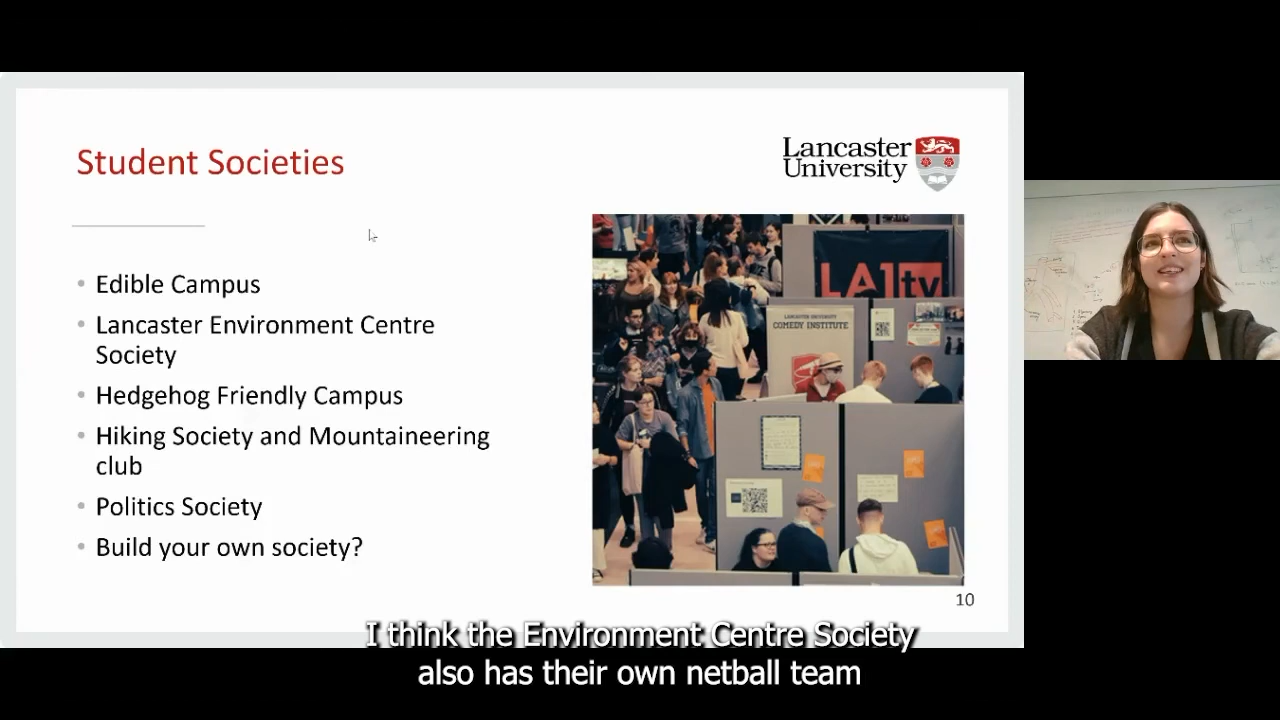 Student Societies
Lancaster
University
Edible Campus
Lancaster Environment Centre
Society
Hedgehog Friendly Campus
Hiking Society and Mountaineering
club
Politics Society
Build your own society?
LA1tv
LANCASTER UNIVERSITY
COMEDY INSTITUTE
10
I think the Environment Centre Society
also has their own netball team